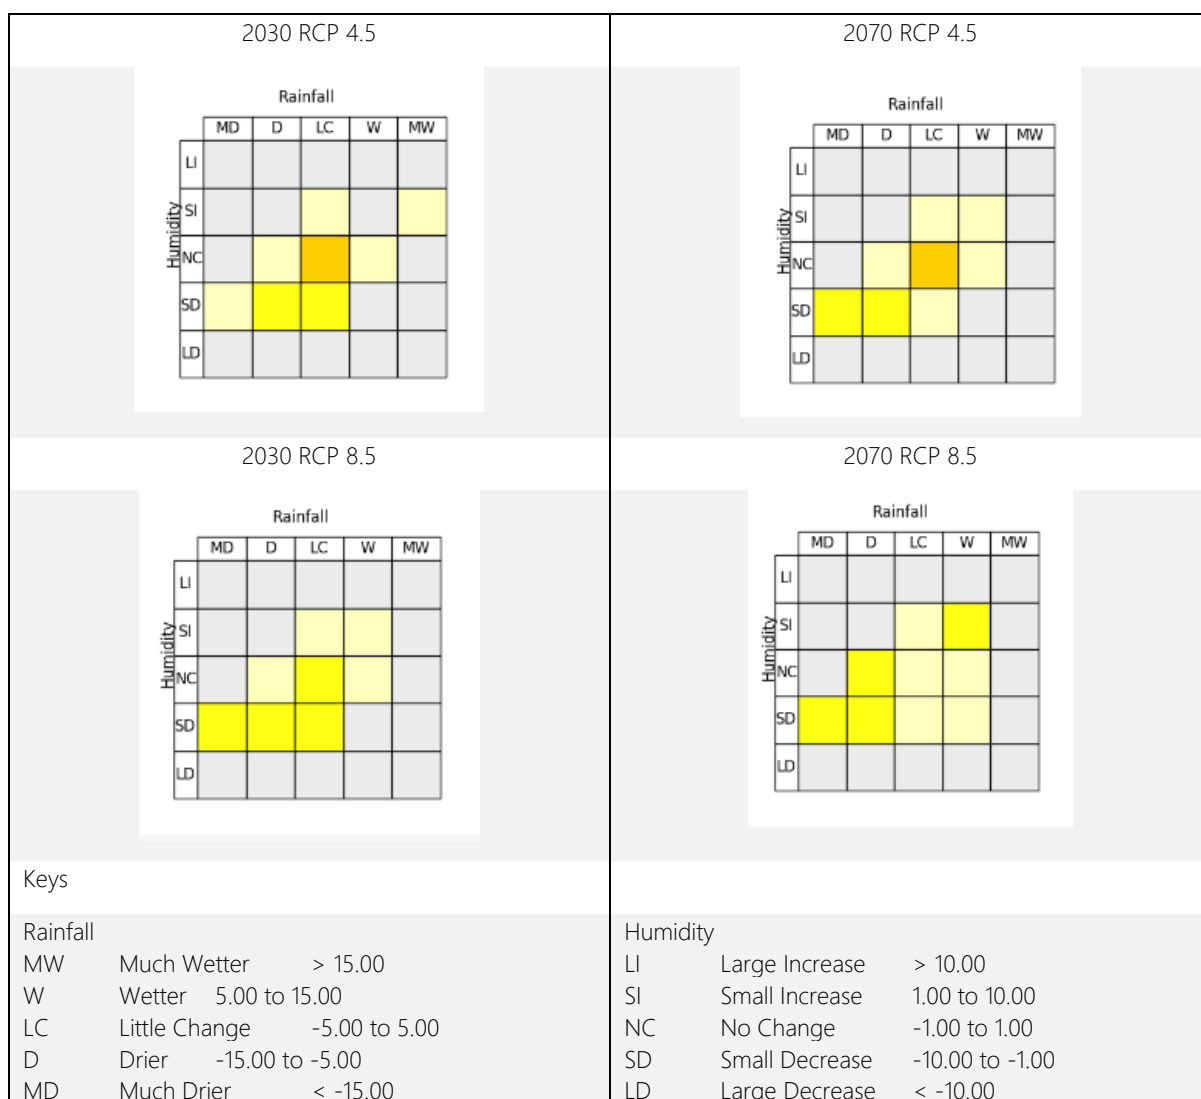 2030 RCP 4.5
2070 RCP 4.5
Rainfall
MD D LC W MW
Humidity
LI
SI
NC
SD
LD
Rainfall
MD D LC W MW
Humidity
LI
SI
NC
SD
LD
2030 RCP 8.5
2070 RCP 8.5
Rainfall
MD D LC W MW
Humidity
LI
SI
NC
SD
LD
Rainfall
MD D LC W MW
Humidity
LI
SI
NC
SD
LD
Keys
Rainfall
MW Much Wetter > 15.00
W Wetter 5.00 to 15.00
LC Little Change -5.00 to 5.00
D Drier -15.00 to -5.00
MD Much Drier < -15.00
Humidity
LI Large Increase > 10.00
SI Small Increase 1.00 to 10.00
NC No Change -1.00 to 1.00
SD Small Decrease -10.00 to -1.00
LD Large Decrease < -10.00